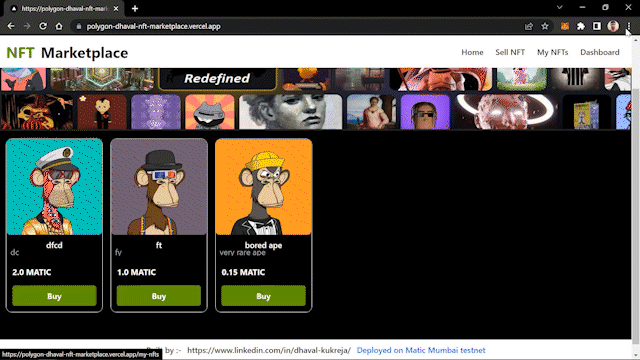 https://polygon-dhaval-nft-mark
polygon-dhaval-nft-marketplace.vercel.app
NFT Marketplace
Home
Sell NFT
My NFTs
Dashboard
Redefined
dfcd
dc
2.0 MATIC
Buy
ft
fy
1.0 MATIC
Buy
bored ape
very rare ape
0.15 MATIC
Buy
by :- https://www.linkedin.com/in/dhaval-kukreja/ Deployed on Matic Mumbai testnet
https://polygon-dhaval-nft-marketplace.vercel.app/my-nfts